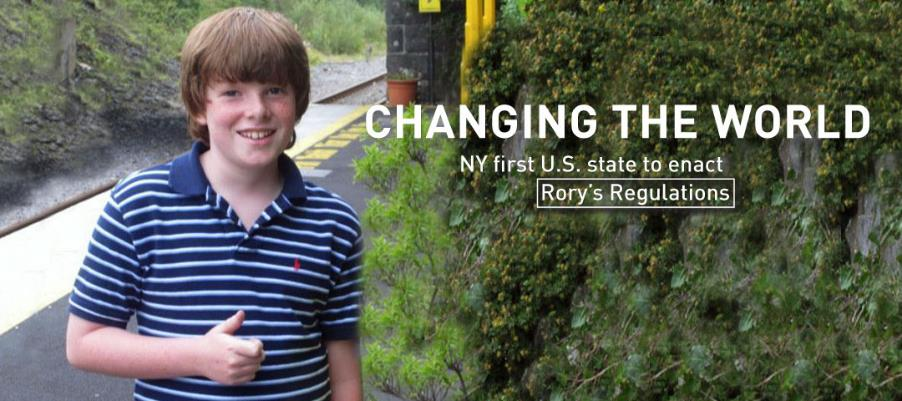 CHANGING THE WORLD
NY first U.S. state to enact
Rory's Regulations